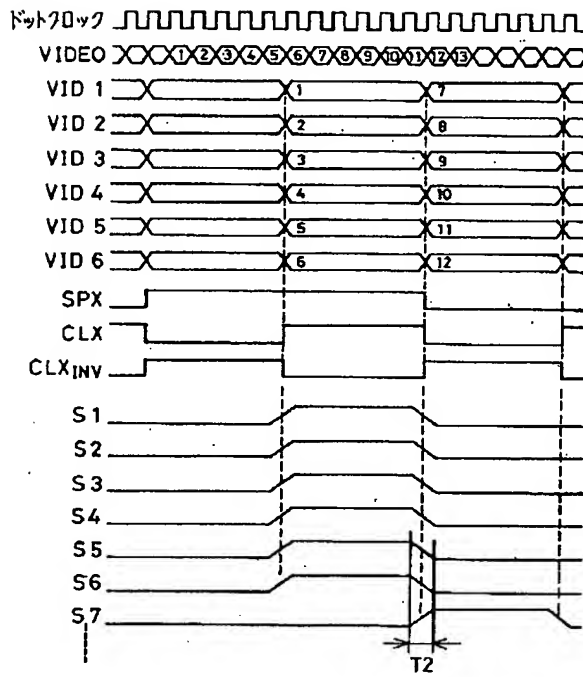 ドットクロック
VIDEO 1 2 3 4 5 6 7 8 9 10 11 12 13
VID 1 1 7
VID 2 2 8
VID 3 3 9
VID 4 4 10
VID 5 5 11
VID 6 6 12
SPX
CLX
CLX INV
S1
S2
S3
S4
S5
S6
S7
T2